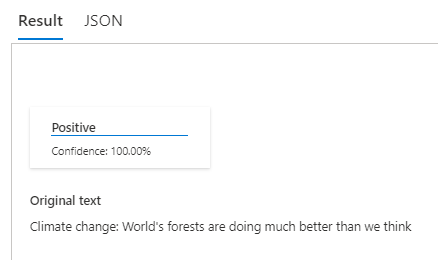 Result JSON
Positive
Confidence: 100.00%
Original text
Climate change: World's forests are doing much better than we think